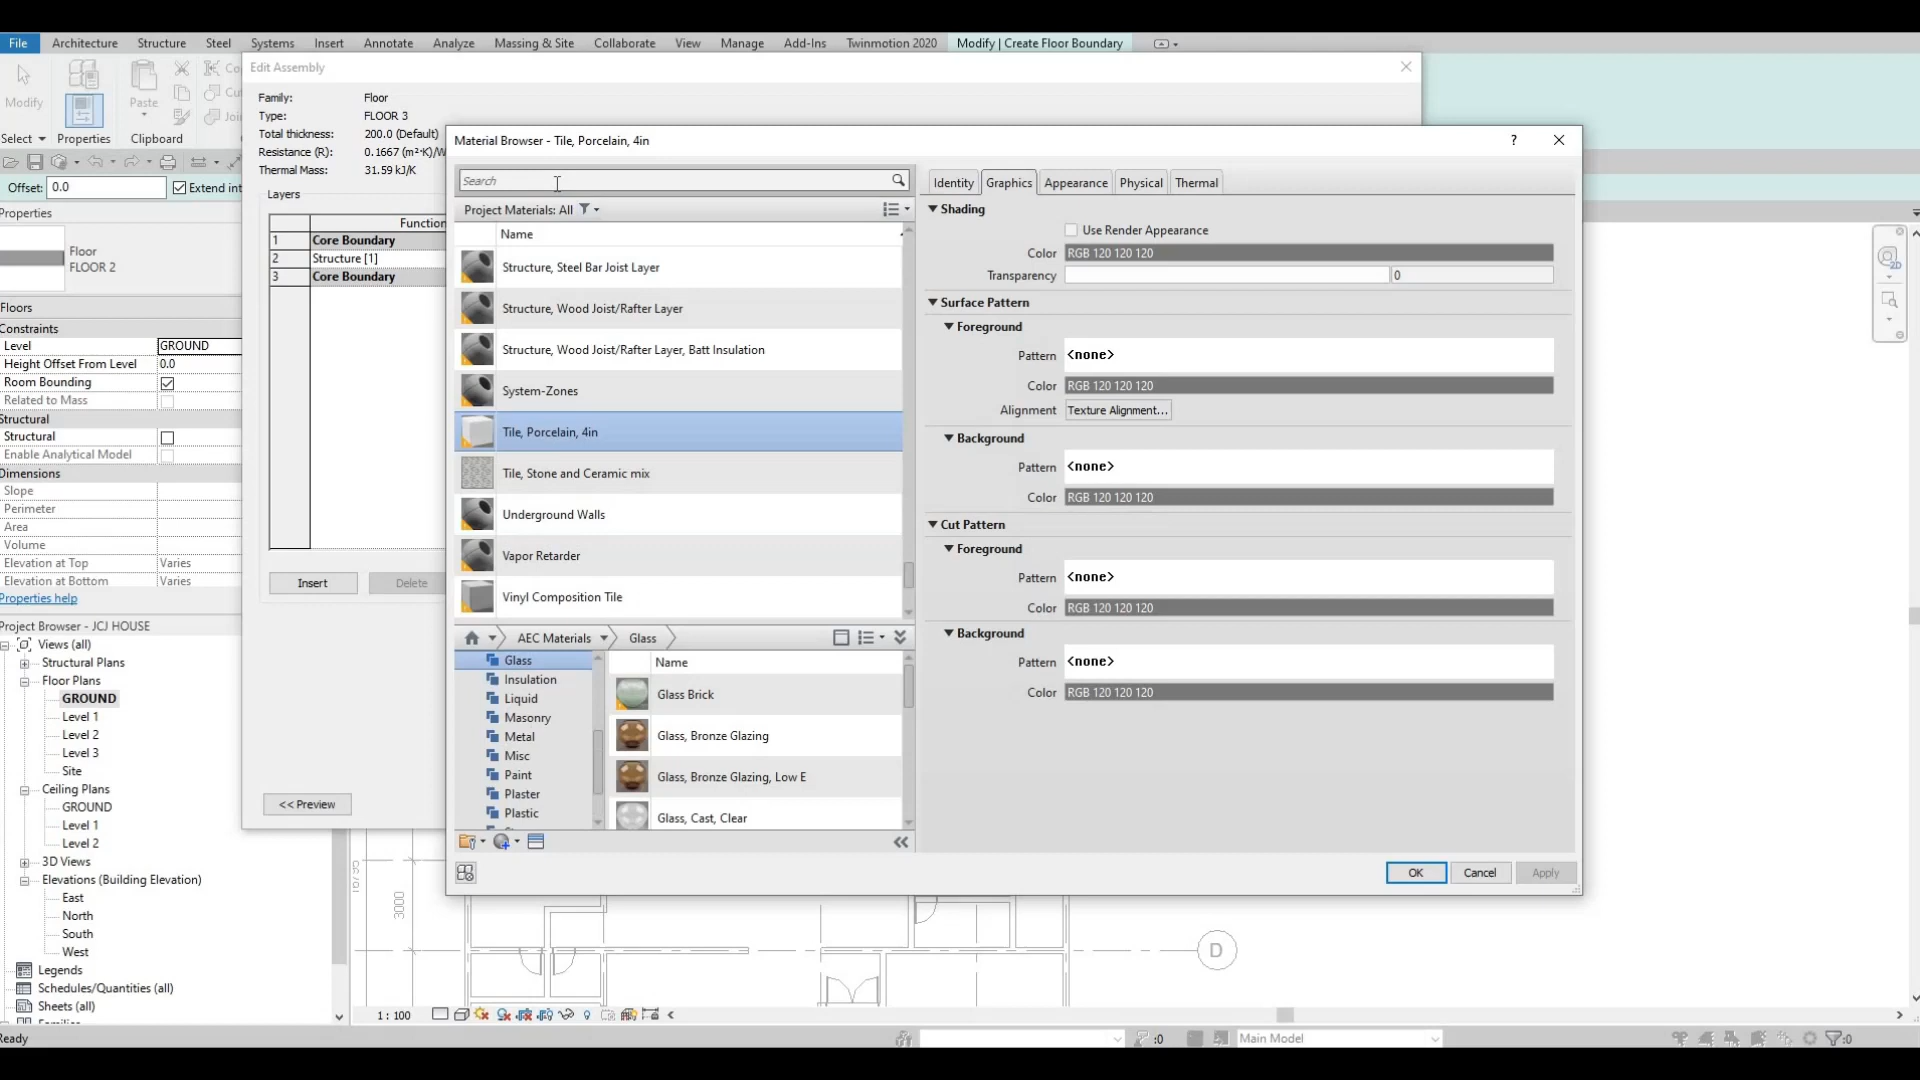 File Architecture Structure Steel Systems Insert Annotate Analyze Massing & Site Collaborate View Manage Add-Ins Twinmotion 2020 Modify | Create Floor Boundary
Modify
Paste
Select Properties Clipboard
Offset: 0.0 Extend int
Properties
Floor
FLOOR 2
Floors
Constraints
Level GROUND
Height Offset From Level 0.0
Room Bounding
Related to Mass
Structural
Structural
Enable Analytical Model
Dimensions
Slope
Perimeter
Area
Volume
Elevation at Top Varies
Elevation at Bottom Varies
Properties help
Project Browser - JCJ HOUSE
Views (all)
Structural Plans
Floor Plans
GROUND
Level 1
Level 2
Level 3
Site
Ceiling Plans
GROUND
Level 1
Level 2
3D Views
Elevations (Building Elevation)
East
North
South
West
Legends
Schedules/Quantities (all)
Sheets (all)
Edit Assembly
Family: Floor
Type: FLOOR 3
Total thickness: 200.0 (Default)
Resistance (R): 0.1667 (m²·K)/W
Thermal Mass: 31.59 kJ/K
Layers
Function
1 Core Boundary
2 Structure [1]
3 Core Boundary
Insert Delete
<< Preview
Material Browser - Tile, Porcelain, 4in ?
Search
Project Materials: All
Name
Structure, Steel Bar Joist Layer
Structure, Wood Joist/Rafter Layer
Structure, Wood Joist/Rafter Layer, Batt Insulation
System-Zones
Tile, Porcelain, 4in
Tile, Stone and Ceramic mix
Underground Walls
Vapor Retarder
Vinyl Composition Tile
AEC Materials Glass
Glass
Insulation
Liquid
Masonry
Metal
Misc
Paint
Plaster
Plastic
Name
Glass Brick
Glass, Bronze Glazing
Glass, Bronze Glazing, Low E
Glass, Cast, Clear
Identity Graphics Appearance Physical Thermal
Shading
Use Render Appearance
Color RGB 120 120 120
Transparency 0
Surface Pattern
Foreground
Pattern <none>
Color RGB 120 120 120
Alignment Texture Alignment...
Background
Pattern <none>
Color RGB 120 120 120
Cut Pattern
Foreground
Pattern <none>
Color RGB 120 120 120
Background
Pattern <none>
Color RGB 120 120 120
OK Cancel Apply
3000
D
1 : 100
Ready
:0 Main Model :0